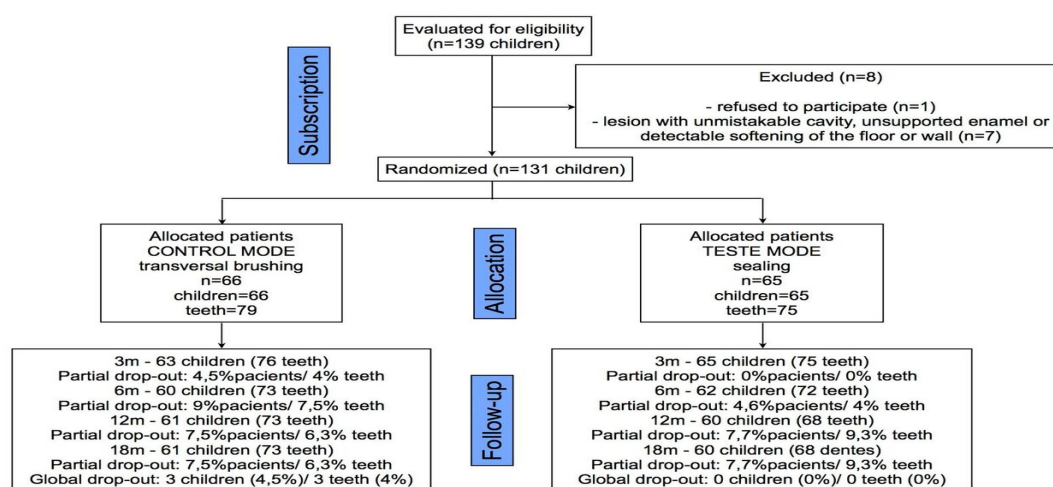 Evaluated for eligibility
(n=139 children)
Subscription
Excluded (n=8)
- refused to participate (n=1)
- lesion with unmistakable cavity, unsupported enamel or
detectable softening of the floor or wall (n=7)
Randomized (n=131 children)
Allocated patients
CONTROL MODE
transversal brushing
n=66
children=66
teeth=79
Allocation
Allocated patients
TESTE MODE
sealing
n=65
children=65
teeth=75
3m - 63 children (76 teeth)
Partial drop-out: 4,5%pacients/ 4% teeth
6m - 60 children (73 teeth)
Partial drop-out: 9%pacients/ 7,5% teeth
12m - 61 children (73 teeth)
Partial drop-out: 7,5%pacients/ 6,3% teeth
18m - 61 children (73 teeth)
Partial drop-out: 7,5%pacients/ 6,3% teeth
Global drop-out: 3 children (4,5%)/ 3 teeth (4%)
Follow-up
3m - 65 children (75 teeth)
Partial drop-out: 0%pacients/ 0% teeth
6m - 62 children (72 teeth)
Partial drop-out: 4,6%pacients/ 4% teeth
12m - 60 children (68 teeth)
Partial drop-out: 7,7%pacients/ 9,3% teeth
18m - 60 children (68 dentes)
Partial drop-out: 7,7%pacients/ 9,3% teeth
Global drop-out: 0 children (0%)/ 0 teeth (0%)